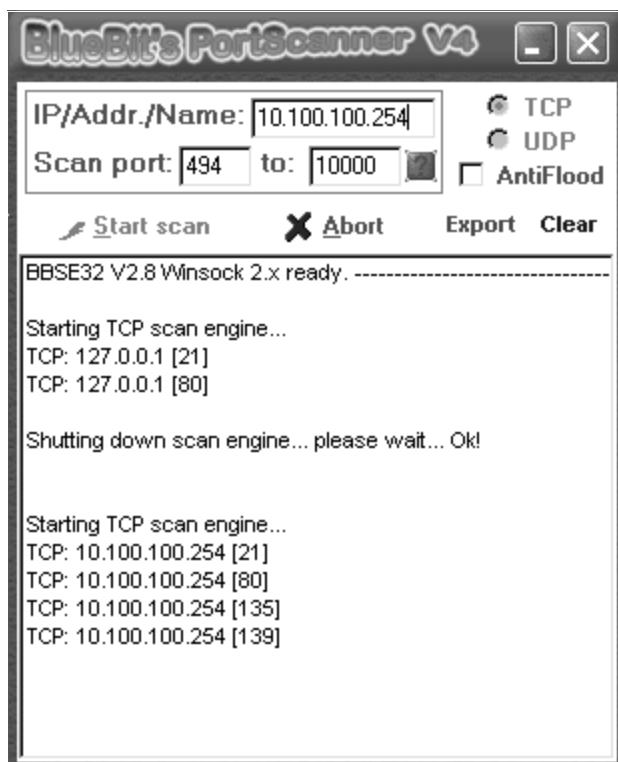 BlueBit's PortScanner V4
IP/Addr./Name: 10.100.100.254
TCP
UDP
Scan port: 494 to: 10000 ?
AntiFlood
Start scan Abort Export Clear
BBSE32 V2.8 Winsock 2.x ready. --------------------------------
Starting TCP scan engine...
TCP: 127.0.0.1 [21]
TCP: 127.0.0.1 [80]
Shutting down scan engine... please wait... Ok!
Starting TCP scan engine...
TCP: 10.100.100.254 [21]
TCP: 10.100.100.254 [80]
TCP: 10.100.100.254 [135]
TCP: 10.100.100.254 [139]